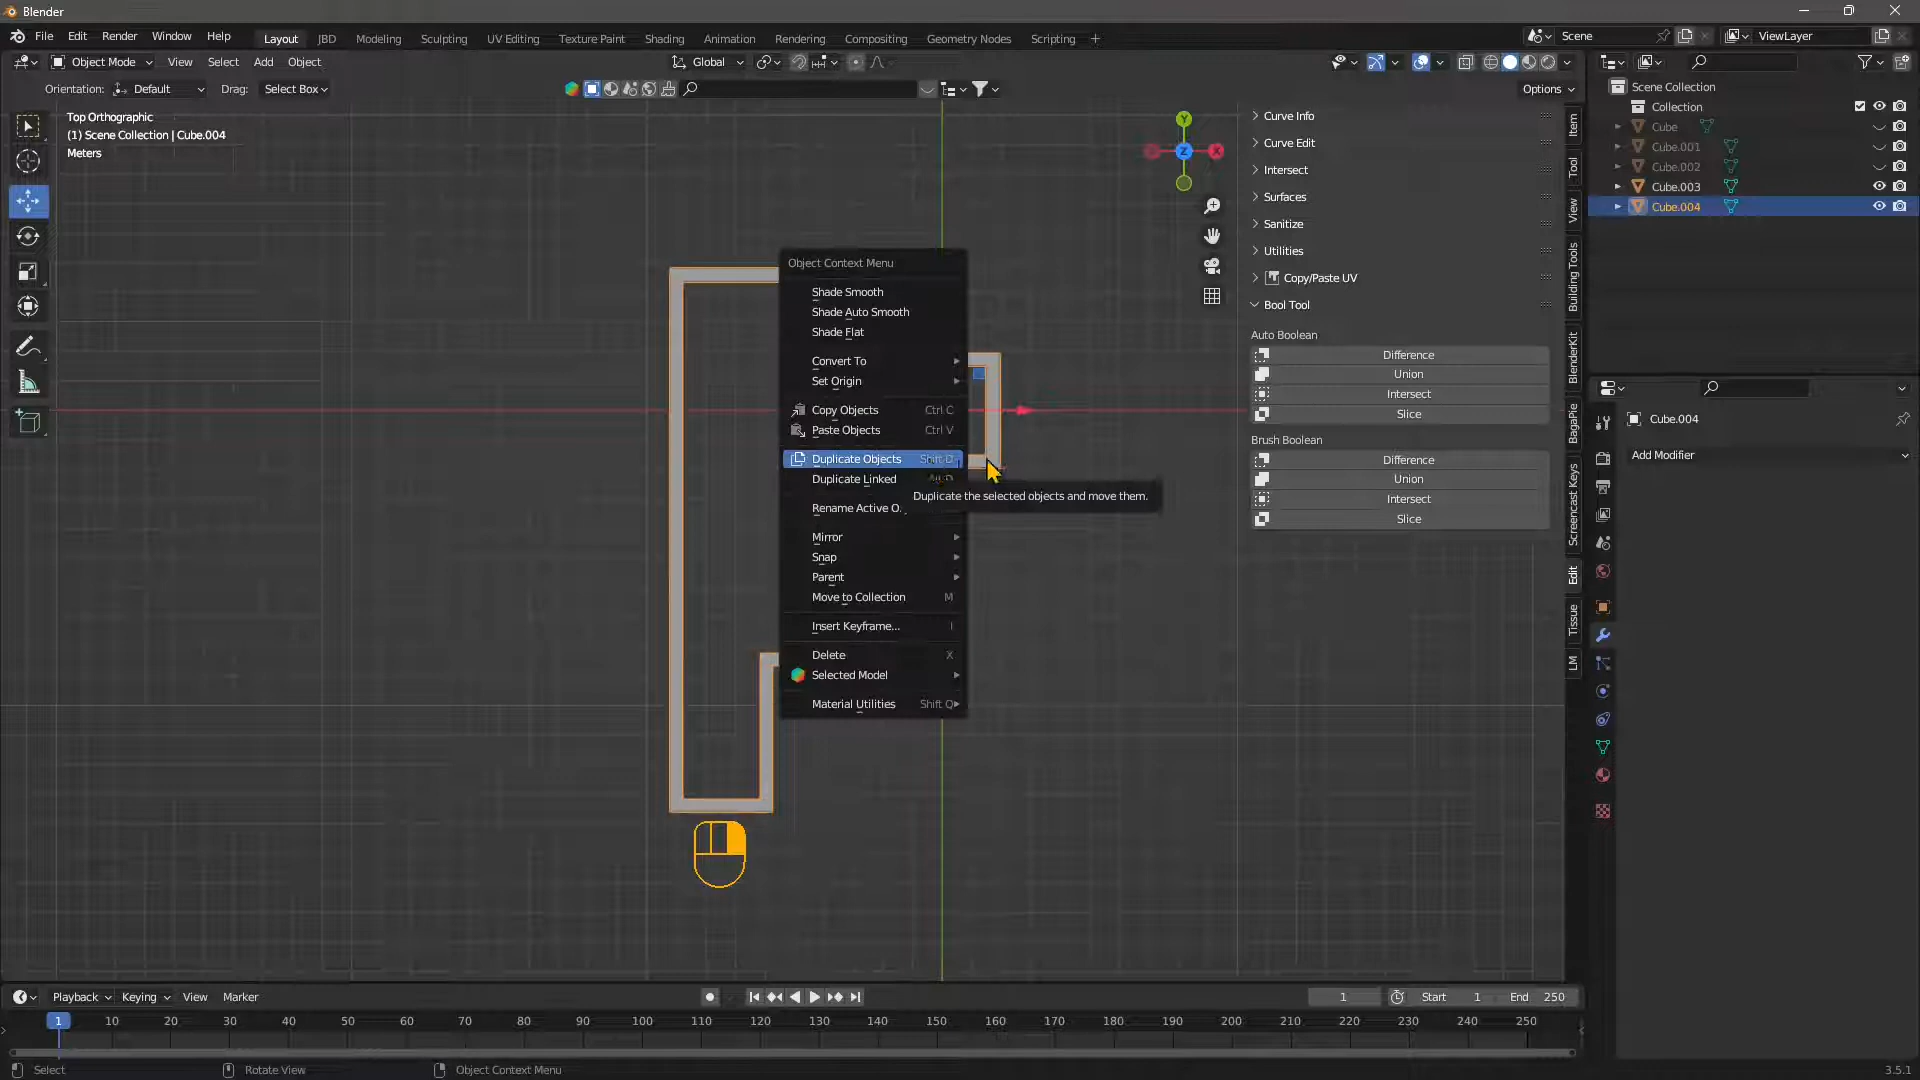 Blender
File Edit Render Window Help Layout JBD Modeling Sculpting UV Editing Texture Paint Shading Animation Rendering Compositing Geometry Nodes Scripting Scene ViewLayer
Object Mode View Select Add Object Global
Orientation: Default Drag: Select Box Options
Top Orthographic
(1) Scene Collection | Cube.004
Meters
Y
Z
X
Object Context Menu
Shade Smooth
Shade Auto Smooth
Shade Flat
Convert To
Set Origin
Copy Objects Ctrl C
Paste Objects Ctrl V
Duplicate Objects Shift D
Duplicate Linked
Duplicate the selected objects and move them.
Rename Active O.
Mirror
Snap
Parent
Move to Collection M
Insert Keyframe... I
Delete X
Selected Model
Material Utilities Shift Q
Curve Info
Curve Edit
Intersect
Surfaces
Sanitize
Utilities
Copy/Paste UV
Bool Tool
Auto Boolean
Difference
Union
Intersect
Slice
Brush Boolean
Difference
Union
Intersect
Slice
Item
Tool
View
Building Tools
BlenderKit
BagaPie
Screencast Keys
Edit
Tissue
LM
Scene Collection
Collection
Cube
Cube.001
Cube.002
Cube.003
Cube.004
Cube.004
Add Modifier
Playback Keying View Marker 1 Start 1 End 250
1 10 20 30 40 50 60 70 80 90 100 110 120 130 140 150 160 170 180 190 200 210 220 230 240 250
Select Rotate View Object Context Menu 3.5.1